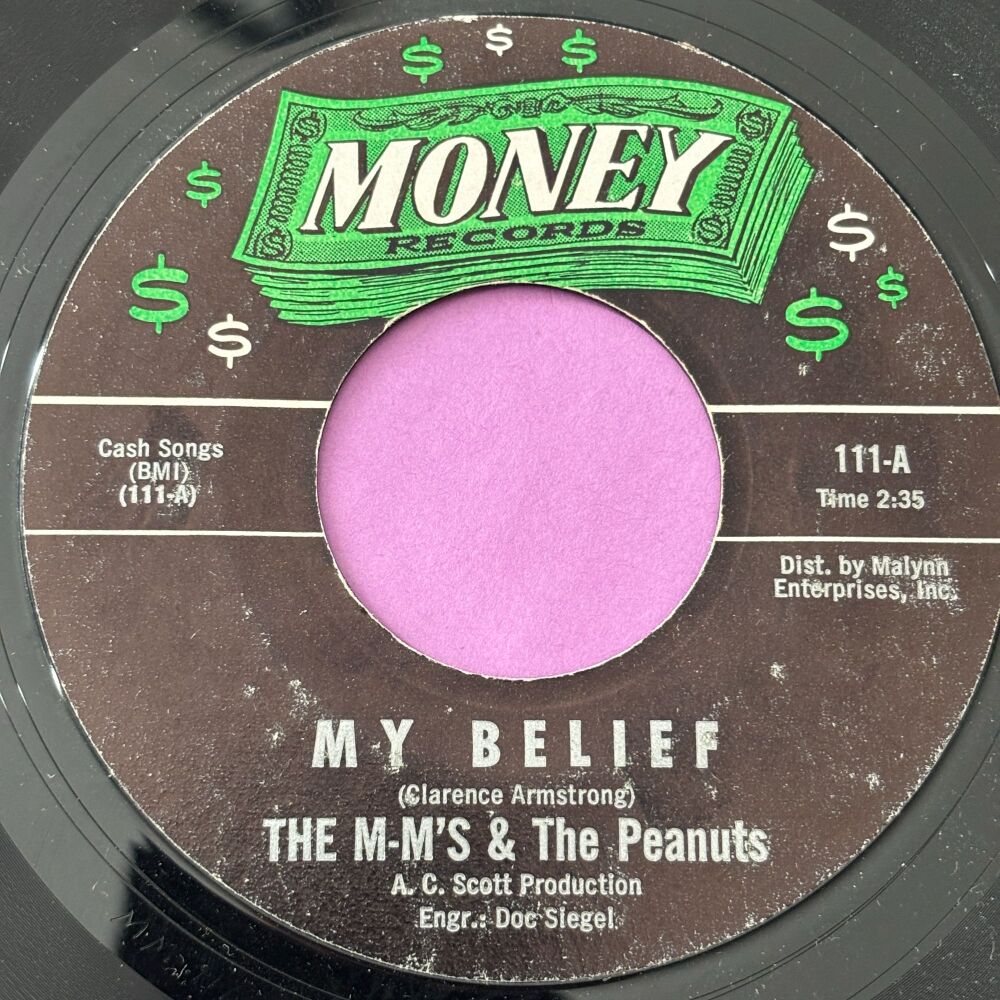 $ $ $
MONEY
RECORDS
$ $ $ $ $ $
Cash Songs
(BMI)
(111-A)
111-A
Time 2:35
Dist. by Malynn
Enterprises, Inc.
MY BELIEF
(Clarence Armstrong)
THE M-M'S & The Peanuts
A. C. Scott Production
Engr.: Doc Siegel